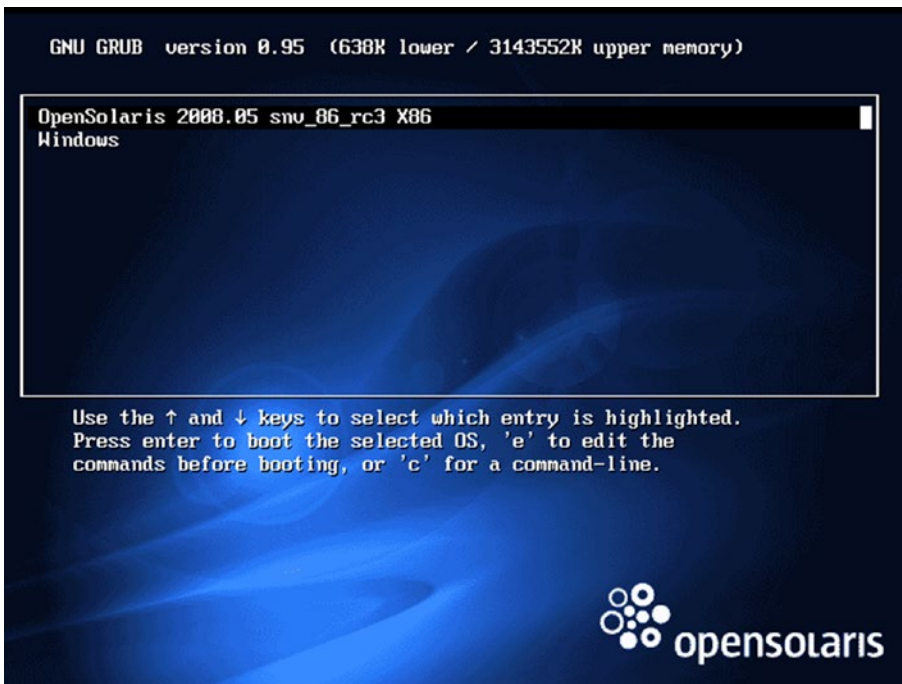 GNU GRUB version 0.95 (638K lower / 3143552K upper memory)
OpenSolaris 2008.05 snv_86_rc3 X86
Windows
Use the ↑ and ↓ keys to select which entry is highlighted.
Press enter to boot the selected OS, 'e' to edit the
commands before booting, or 'c' for a command-line.
opensolaris